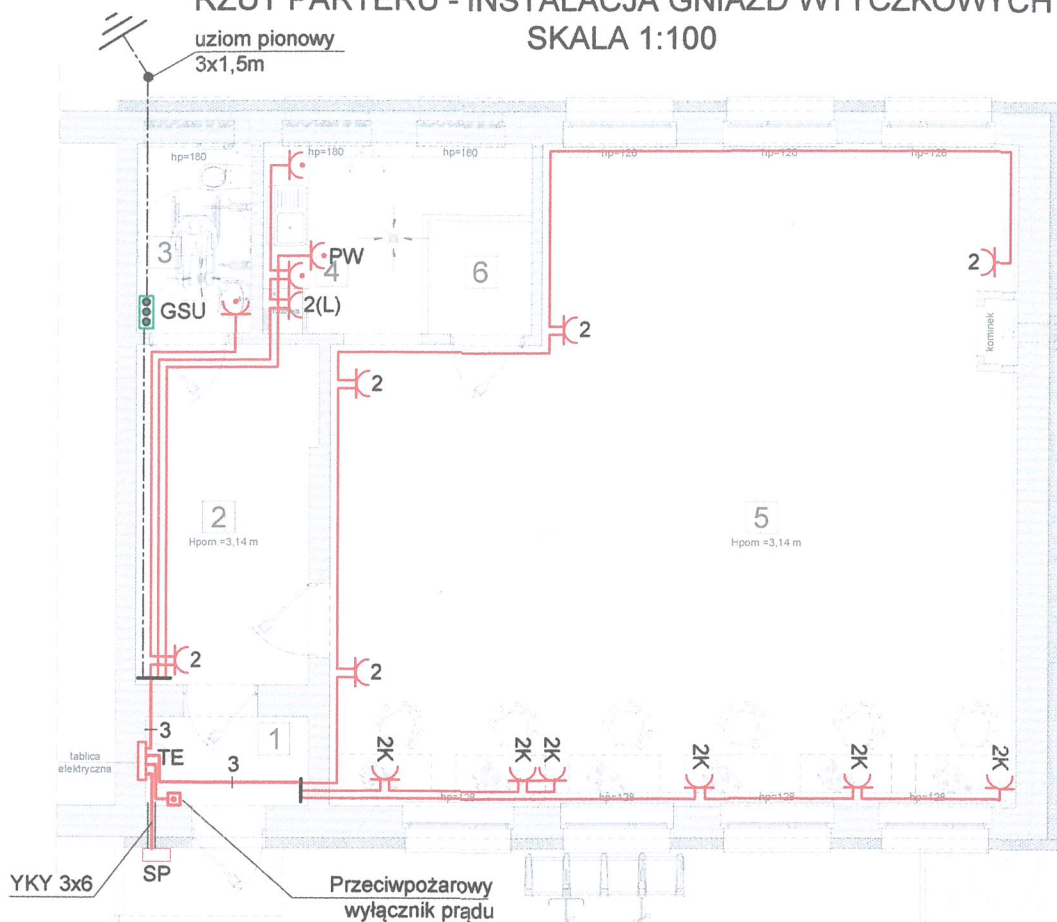 RZUT PARTERU - INSTALACJA GNIAZD WTYCZKOWYCH
SKALA 1:100
uziom pionowy
3x1,5m
hp=180
hp=180
hp=180
hp=128
hp=128
hp=128
3
PW
4
6
2
GSU
2(L)
2
kominek
2
2
Hpom.=3,14 m
5
Hpom =3,14 m
2
2
3
1
TE
tablica
elektryczna
3
2K
2K
2K
2K
2K
2K
hp=128
hp=128
hp=128
hp=128
YKY 3x6
SP
Przeciwpożarowy
wyłącznik prądu